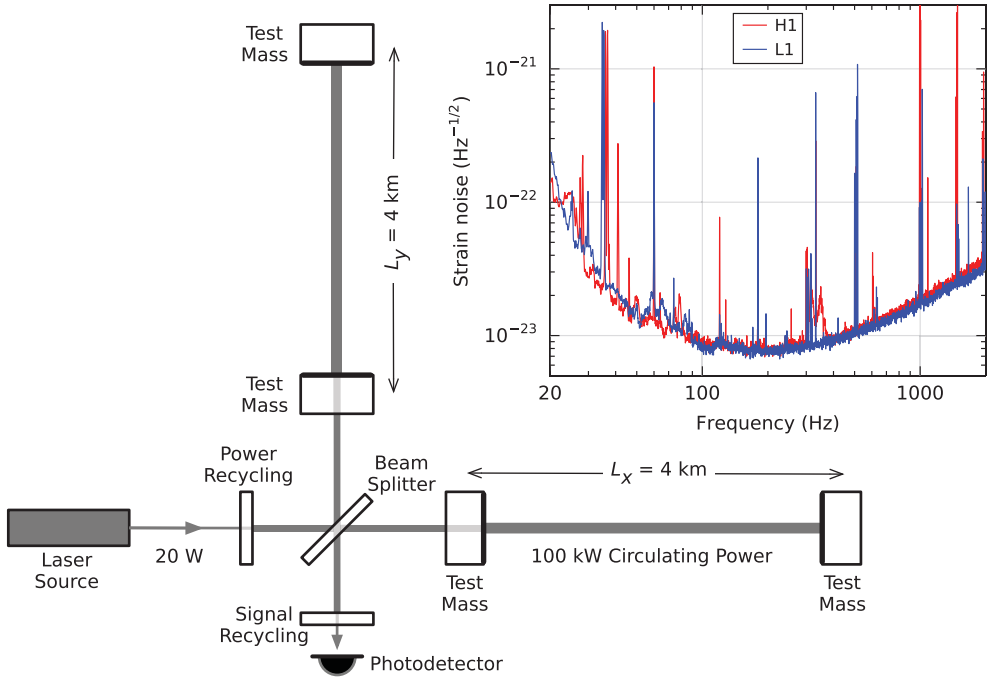 Test
Mass
L_y = 4 km
Test
Mass
Power
Recycling
Beam
Splitter
Laser
Source
20 W
Signal
Recycling
Photodetector
L_x = 4 km
100 kW Circulating Power
Test
Mass
Test
Mass
H1
L1
Strain noise (Hz^{−1/2})
10^{−21}
10^{−22}
10^{−23}
20
100
1000
Frequency (Hz)